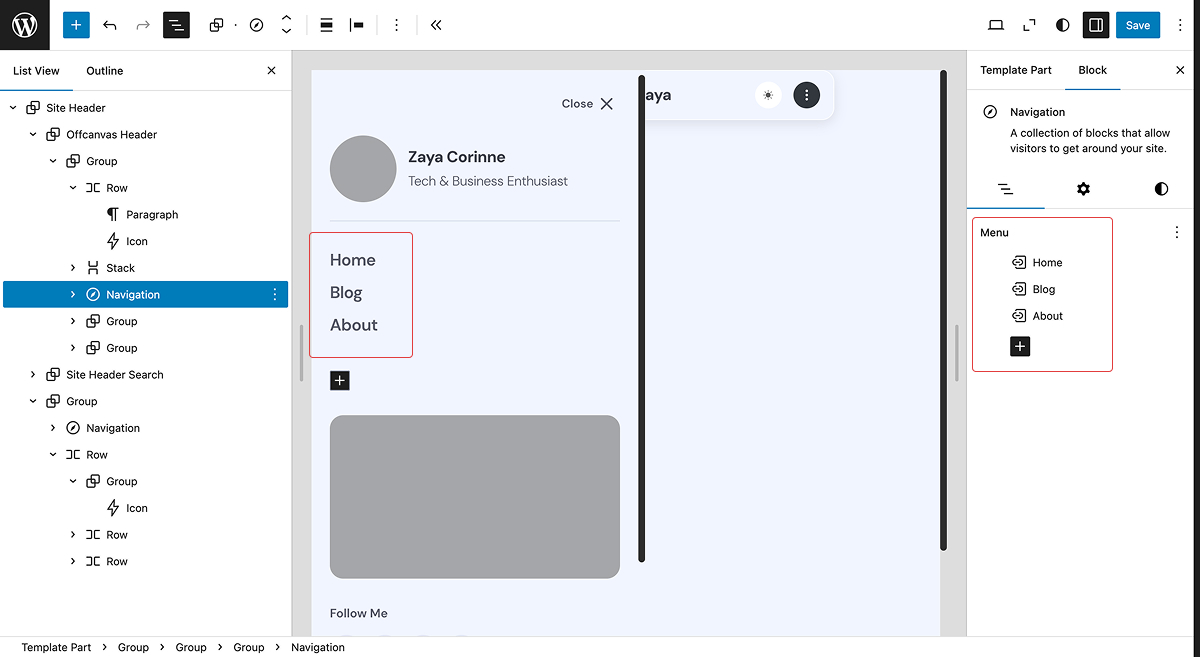 Save
List View
Outline
Site Header
Offcanvas Header
Group
Row
Paragraph
Icon
Stack
Navigation
Group
Group
Site Header Search
Group
Navigation
Row
Group
Icon
Row
Row
Close
Zaya Corinne
Tech & Business Enthusiast
Home
Blog
About
Follow Me
aya
Template Part
Block
Navigation
A collection of blocks that allow
visitors to get around your site.
Menu
Home
Blog
About
Template Part > Group > Group > Group > Navigation